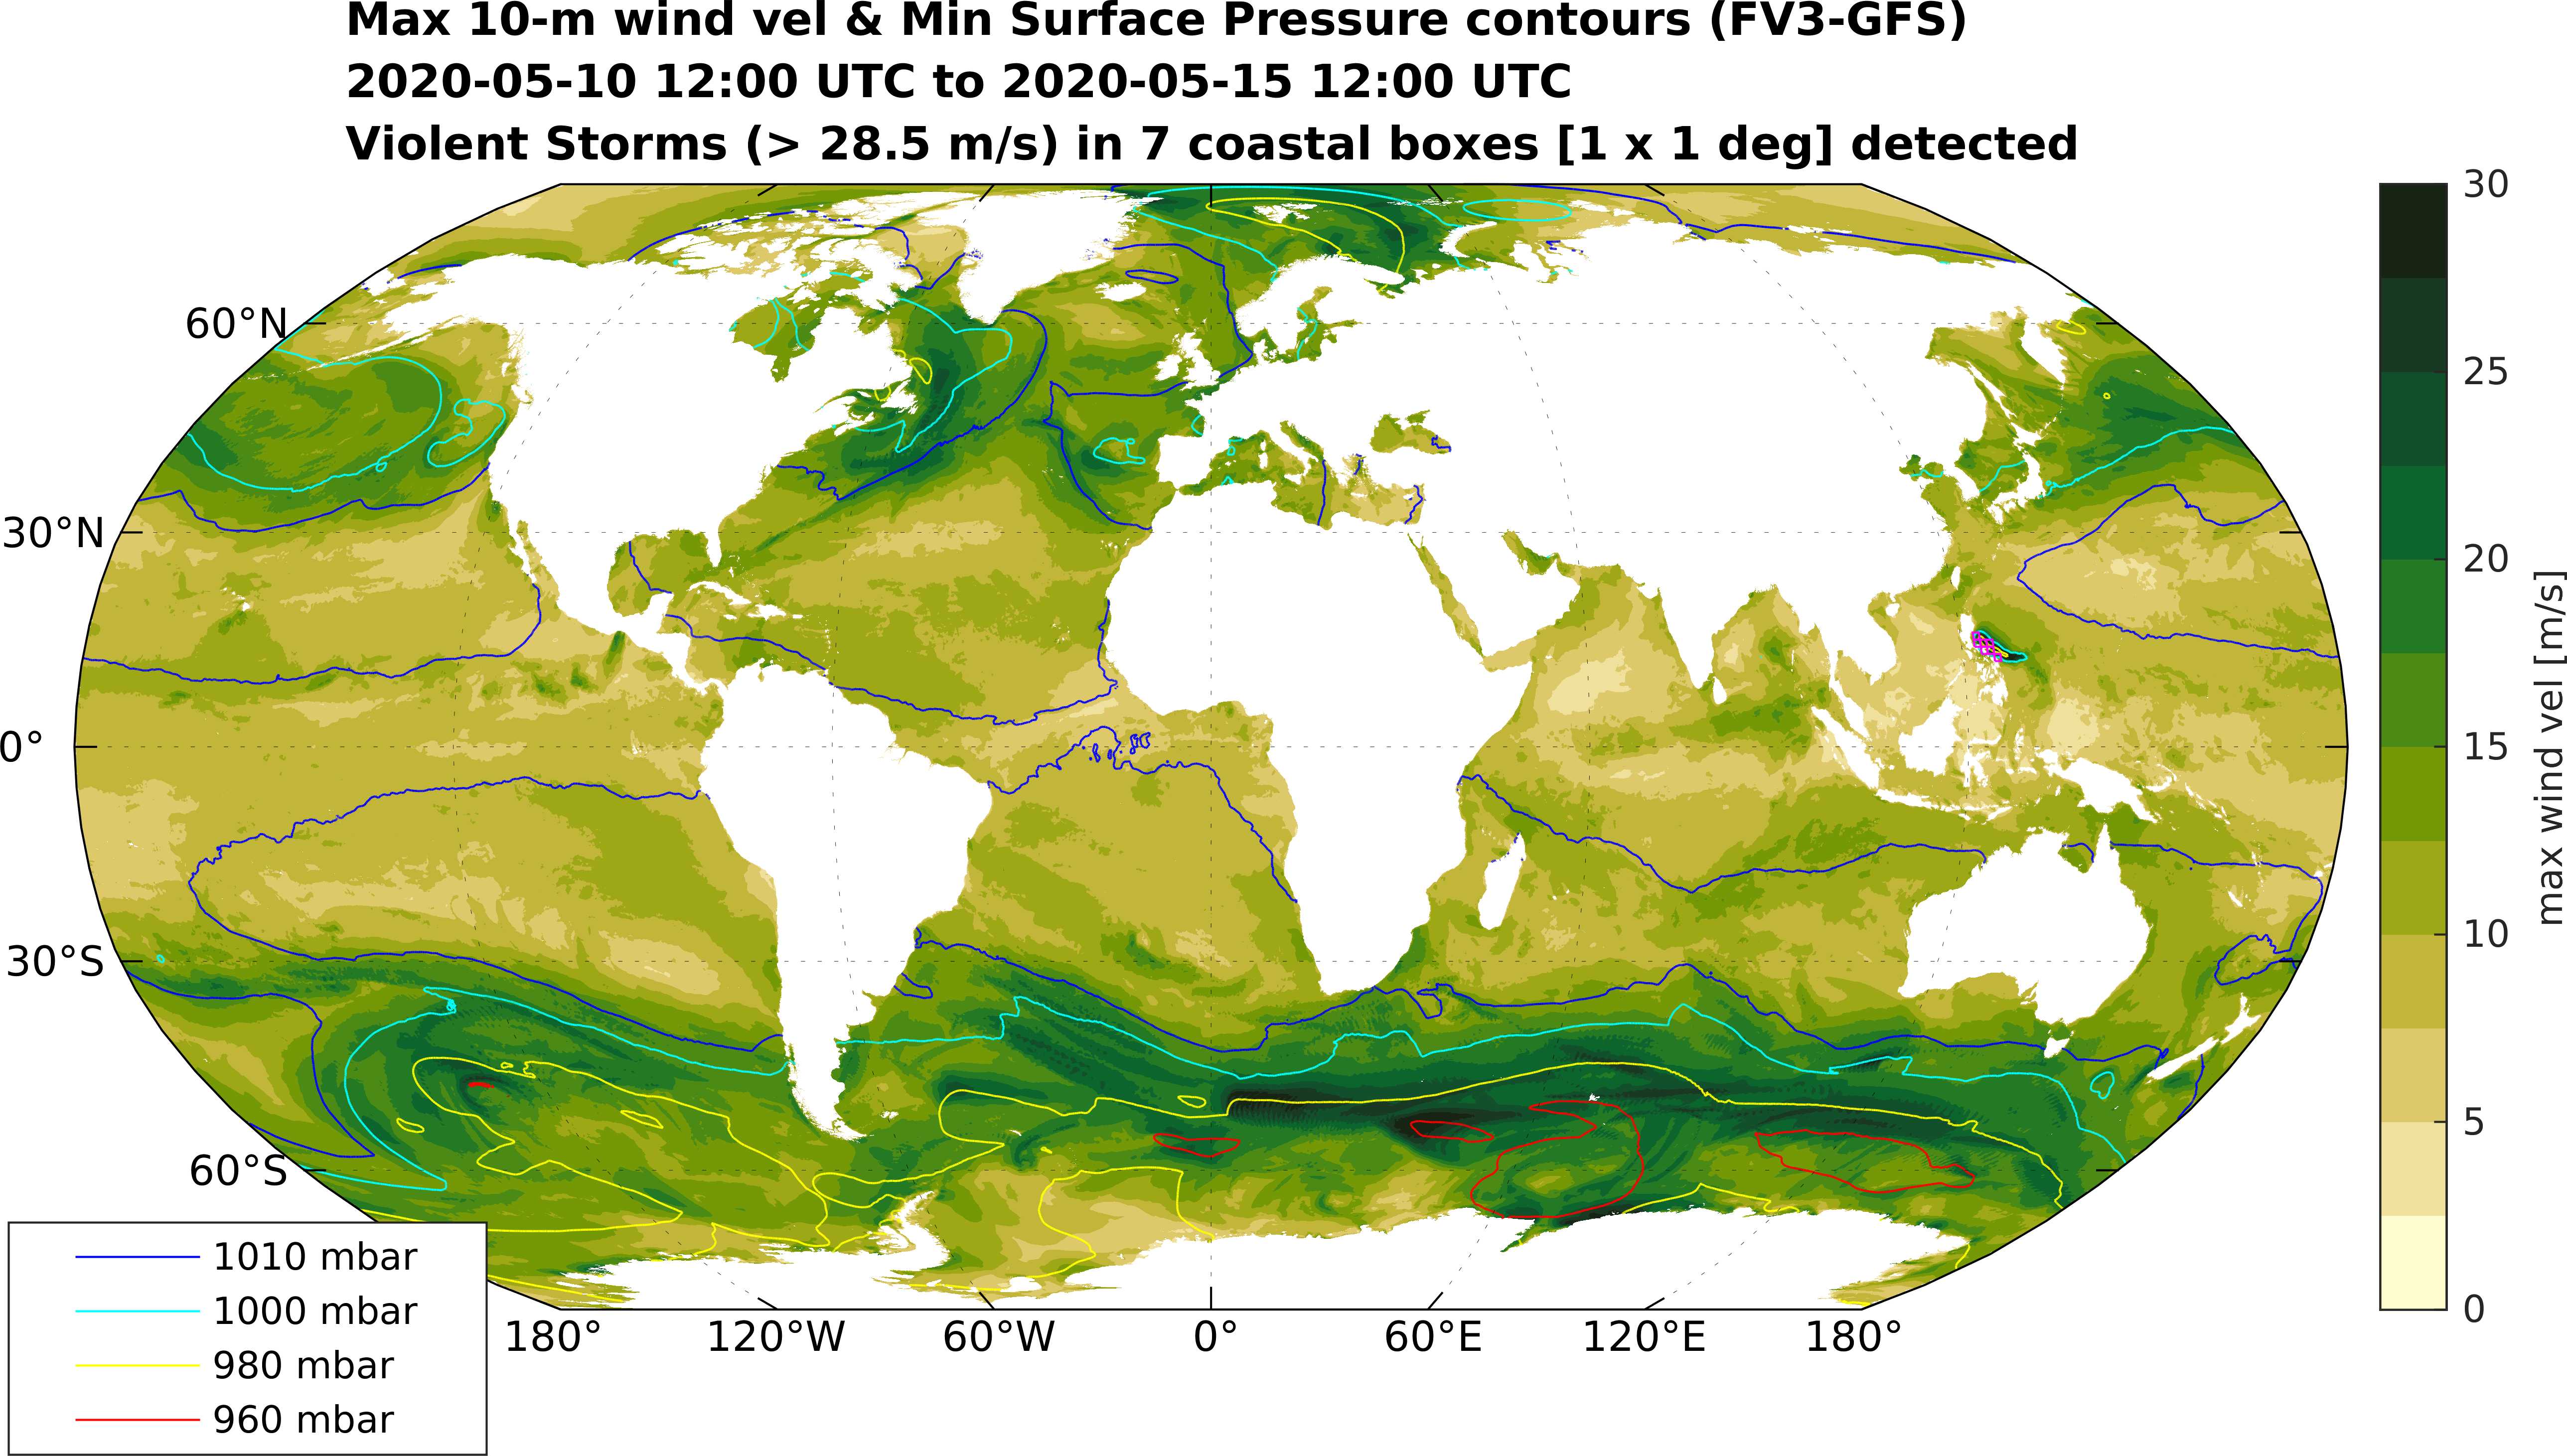 Max 10-m wind vel & Min Surface Pressure contours (FV3-GFS)
2020-05-10 12:00 UTC to 2020-05-15 12:00 UTC
Violent Storms (> 28.5 m/s) in 7 coastal boxes [1 x 1 deg] detected
60°N
30°N
0°
30°S
60°S
180°
120°W
60°W
0°
60°E
120°E
180°
1010 mbar
1000 mbar
980 mbar
960 mbar
30
25
20
15
10
5
0
max wind vel [m/s]